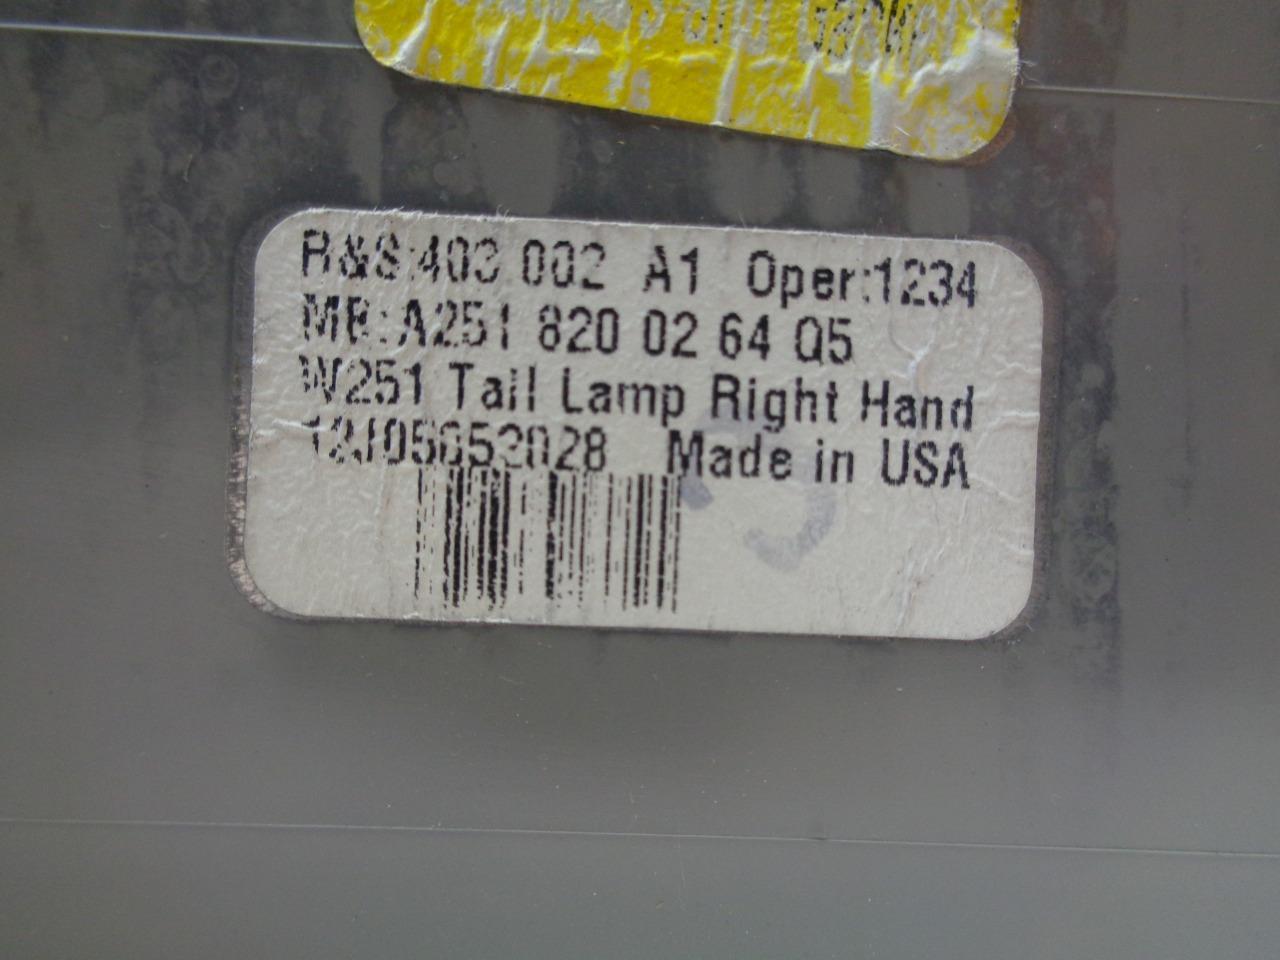 R&S:403 002 A1 Oper:1234
MB:A251 820 02 64 Q5
W251 Tail Lamp Right Hand
Made in USA